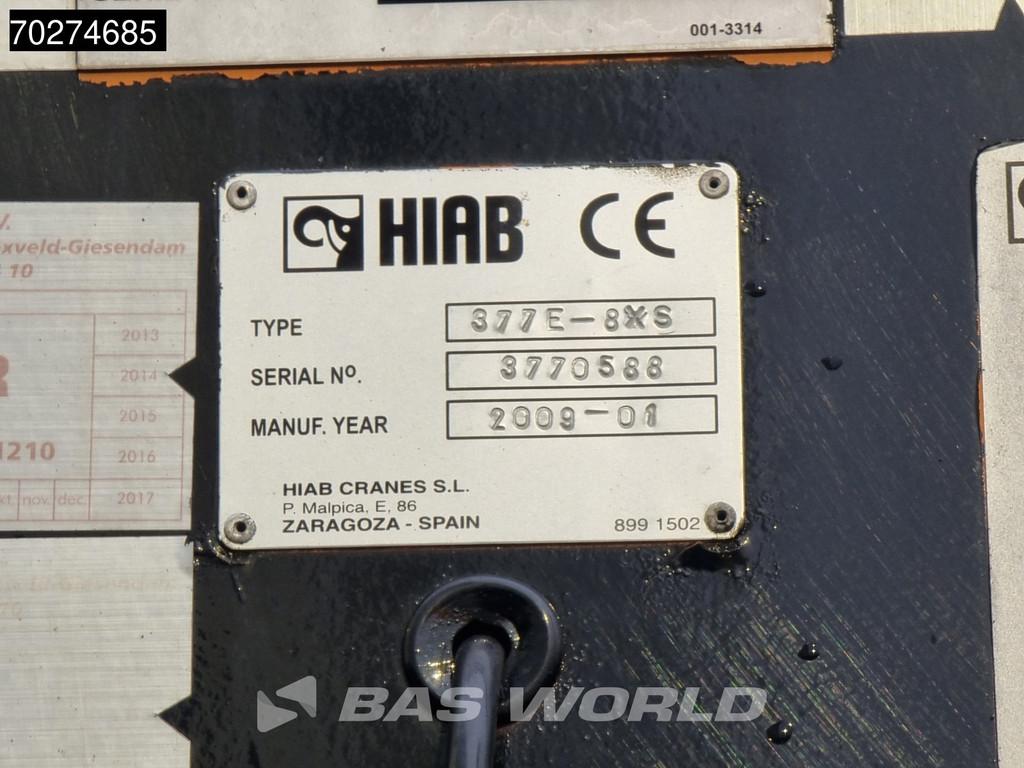 70274685
001-3314
HIAB CE
TYPE 377E-8XS
SERIAL Nº. 3770588
MANUF. YEAR 2009-01
HIAB CRANES S.L.
P. Malpica, E, 86
ZARAGOZA - SPAIN 899 1502
xveld-Giesendam
10
2013
2014
2015
1210
2016
nov. dec. 2017
BAS WORLD